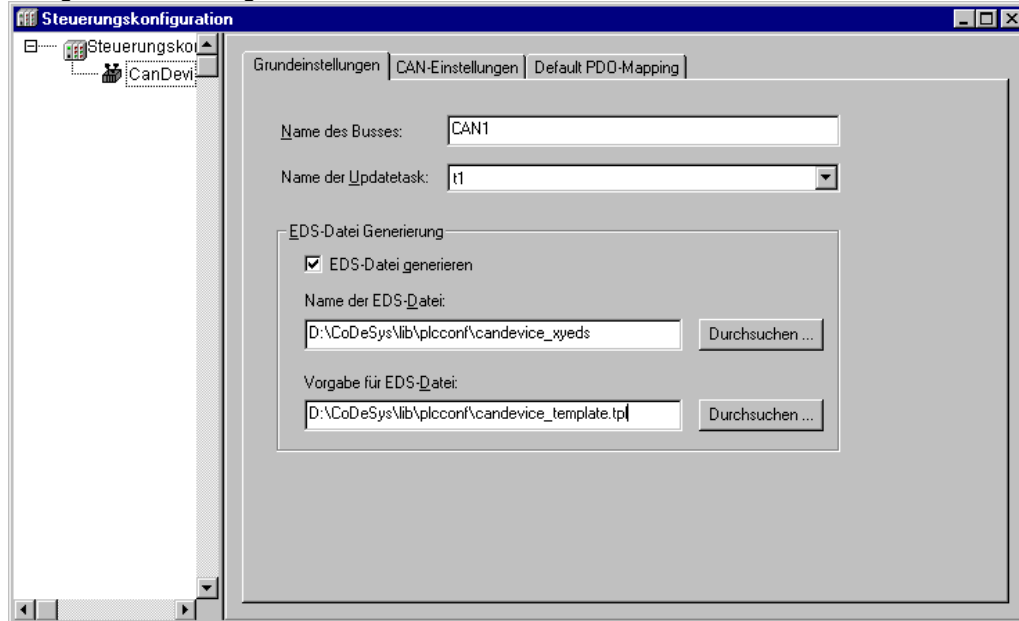 Steuerungskonfiguration
Steuerungskor
CanDevi
Grundeinstellungen CAN-Einstellungen Default PDO-Mapping
Name des Busses: CAN1
Name der Updatetask: t1
EDS-Datei Generierung
EDS-Datei generieren
Name der EDS-Datei:
D:\CoDeSys\lib\plcconf\candevice_xyeds Durchsuchen ...
Vorgabe für EDS-Datei:
D:\CoDeSys\lib\plcconf\candevice_template.tpl Durchsuchen ...